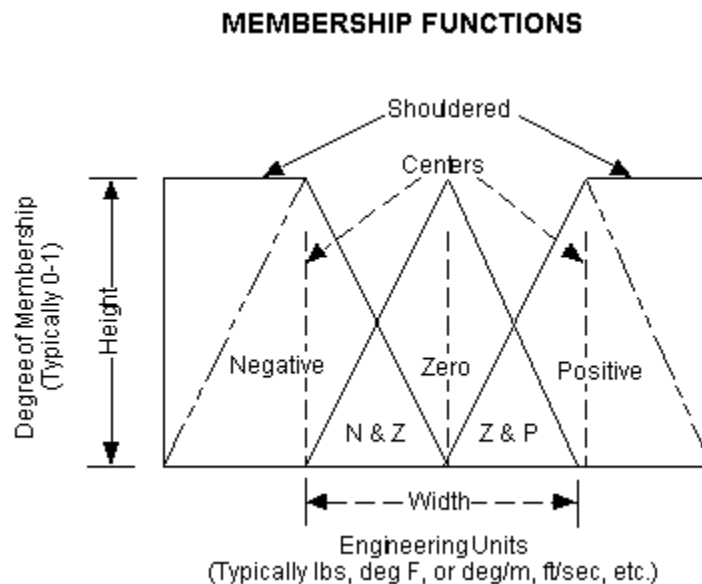 MEMBERSHIP FUNCTIONS
Shouldered
Centers
Degree of Membership
(Typically 0-1)
Height
Negative
Zero
Positive
N & Z
Z & P
Width
Engineering Units
(Typically lbs, deg F, or deg/m, ft/sec, etc.)